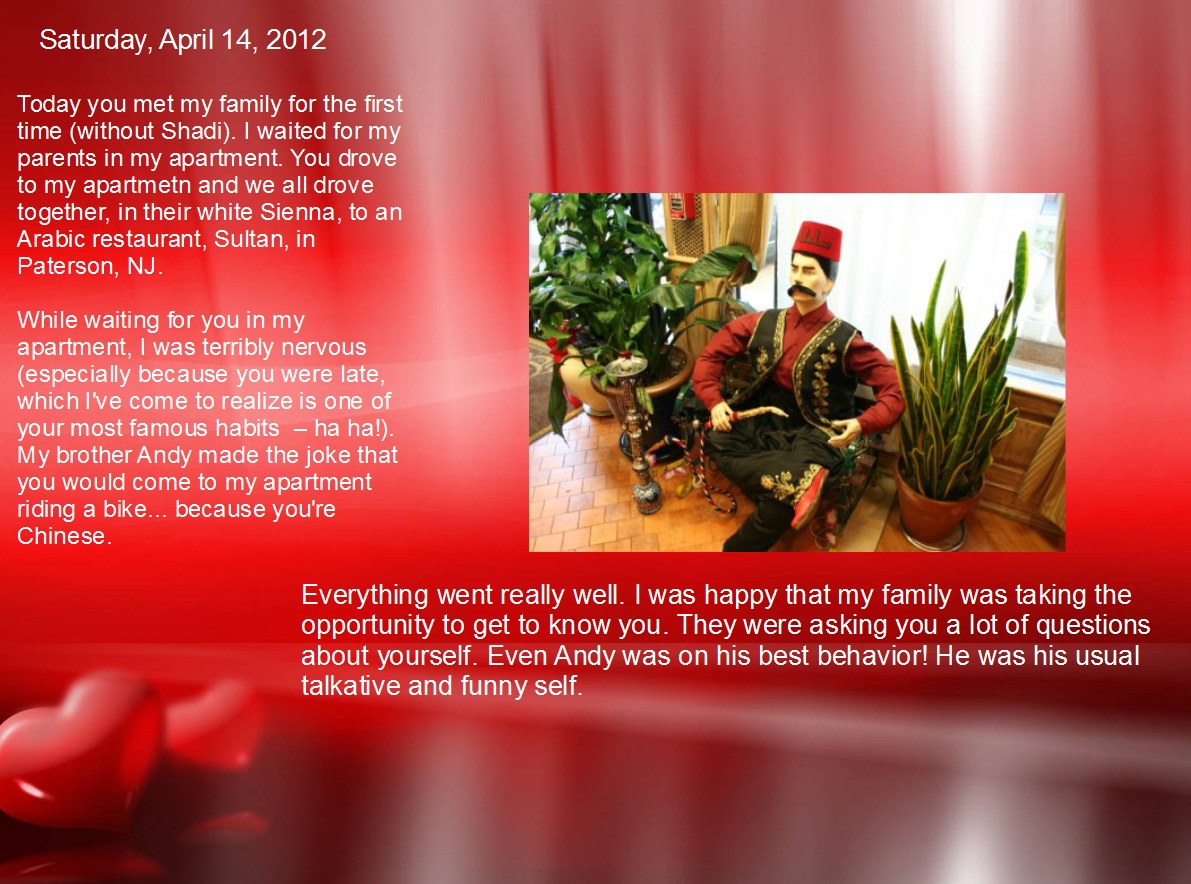 Saturday, April 14, 2012
Today you met my family for the first
time (without Shadi). I waited for my
parents in my apartment. You drove
to my apartmetn and we all drove
together, in their white Sienna, to an
Arabic restaurant, Sultan, in
Paterson, NJ.
While waiting for you in my
apartment, I was terribly nervous
(especially because you were late,
which I've come to realize is one of
your most famous habits  – ha ha!).
My brother Andy made the joke that
you would come to my apartment
riding a bike... because you're
Chinese.
Everything went really well. I was happy that my family was taking the
opportunity to get to know you. They were asking you a lot of questions
about yourself. Even Andy was on his best behavior! He was his usual
talkative and funny self.